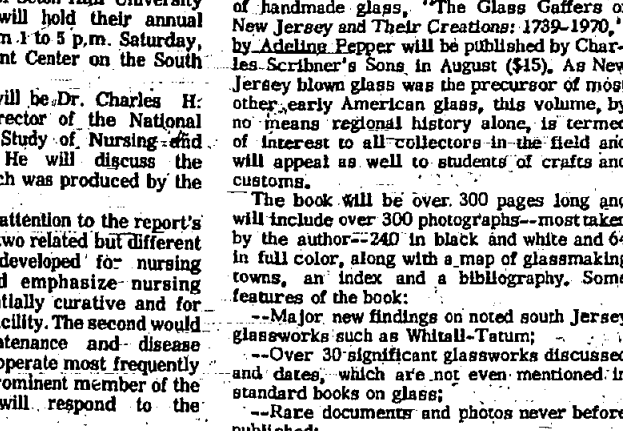 will hold their annual
m 1 to 5 p.m. Saturday,
nt Center on the South
will be Dr. Charles H.
rector of the National
Study of Nursing and
He will discuss the
ch was produced by the
attention to the report's
two related but different
developed for nursing
d emphasize nursing
tially curative and for
cility. The second would
ntenance and disease
operate most frequently
rominent member of the
will respond to the
of handmade glass, "The Glass Gaffers o
New Jersey and Their Creations: 1739-1970,"
by Adeline Pepper will be published by Char-
les Scribner's Sons in August ($15). As New
Jersey blown glass was the precursor of most
other early American glass, this volume, by
no means regional history alone, is termed
of interest to all collectors in the field and
will appeal as well to students of crafts and
customs.
The book will be over 300 pages long and
will include over 300 photographs--most taken
by the author--240 in black and white and 64
in full color, along with a map of glassmaking
towns, an index and a bibliography. Some
features of the book:
--Major new findings on noted south Jersey
glassworks such as Whitall-Tatum;
--Over 30 significant glassworks discussed
and dates, which are not even mentioned in
standard books on glass;
--Rare documents and photos never before